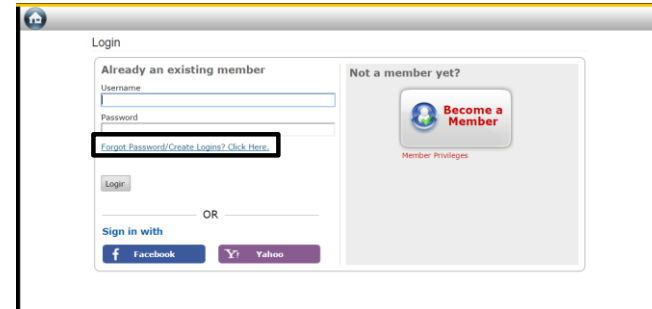 Login
Already an existing member
Username
Password
Forgot Password/Create Logins? Click Here.
Login
OR
Sign in with
f Facebook
Y! Yahoo
Not a member yet?
Become a
Member
Member Privileges